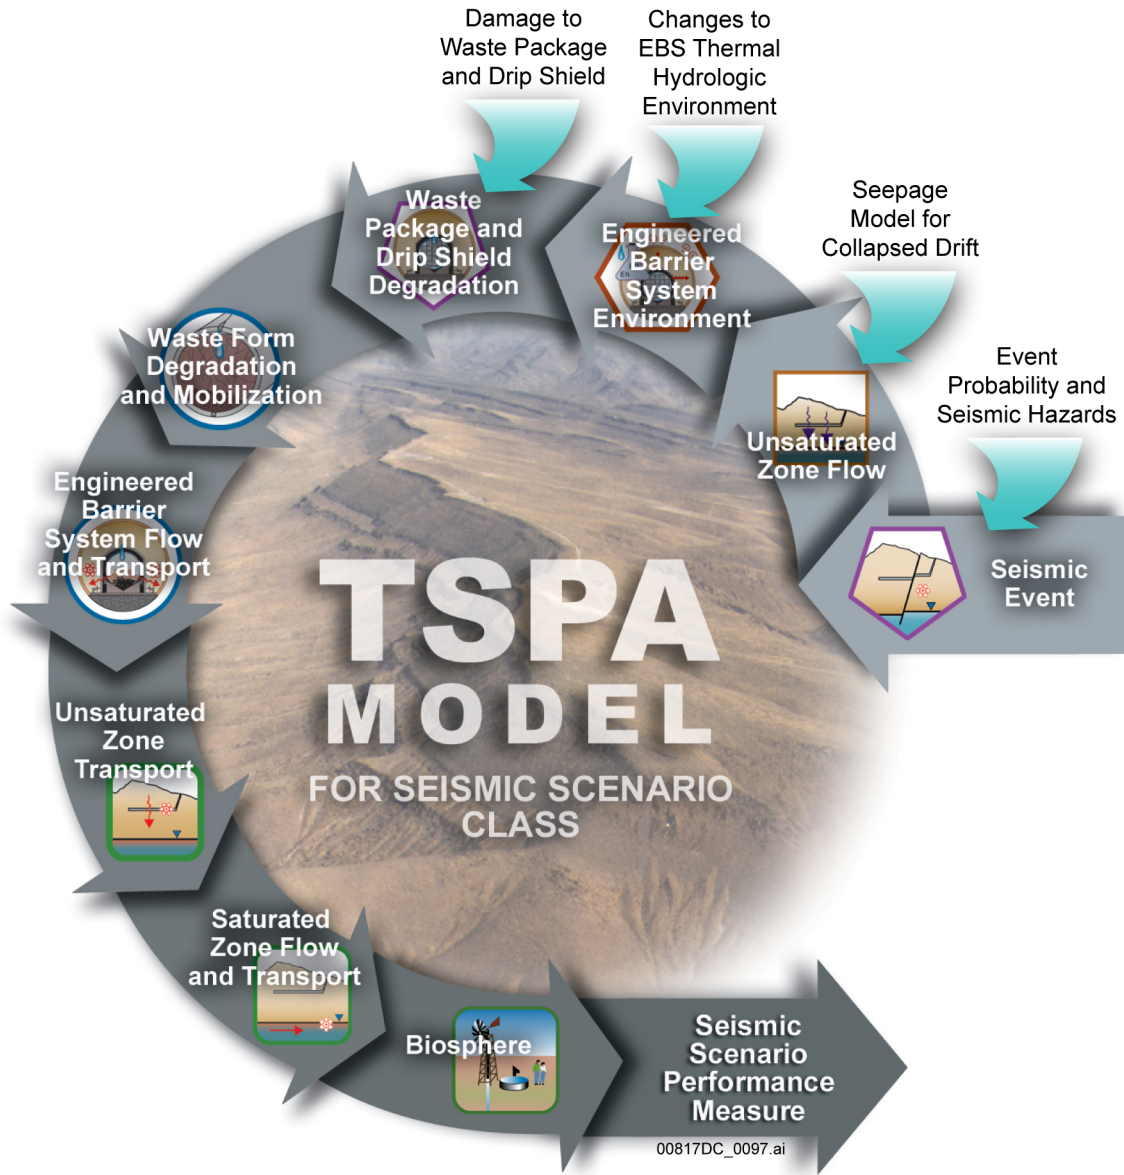 Damage to
Waste Package
and Drip Shield
Changes to
EBS Thermal
Hydrologic
Environment
Seepage
Model for
Collapsed Drift
Event
Probability and
Seismic Hazards
Waste
Package and
Drip Shield
Degradation
Engineered
Barrier
System
Environment
Eh
Unsaturated
Zone Flow
Seismic
Event
Waste Form
Degradation
and Mobilization
Engineered
Barrier
System Flow
and Transport
Unsaturated
Zone
Transport
Saturated
Zone Flow
and Transport
Biosphere
Seismic
Scenario
Performance
Measure
TSPA
MODEL
FOR SEISMIC SCENARIO
CLASS
00817DC_0097.ai